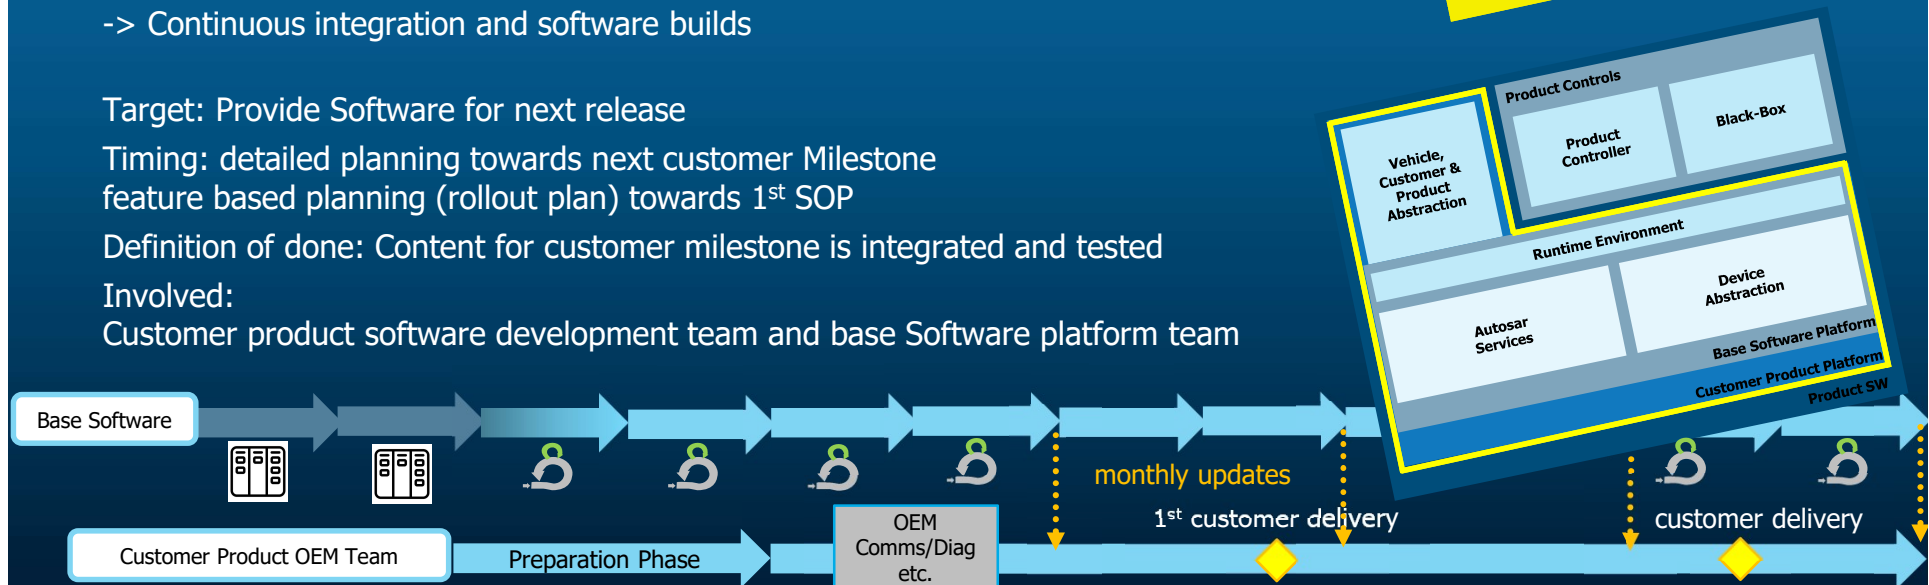 -> Continuous integration and software builds
Target: Provide Software for next release
Timing: detailed planning towards next customer Milestone
feature based planning (rollout plan) towards 1st SOP
Definition of done: Content for customer milestone is integrated and tested
Involved:
Customer product software development team and base Software platform team
Product Controls
Vehicle,
Customer &
Product
Abstraction
Product
Controller
Black-Box
Runtime Environment
Autosar
Services
Device
Abstraction
Base Software Platform
Customer Product Platform
Product SW
Base Software
monthly updates
1st customer delivery
customer delivery
Customer Product OEM Team
Preparation Phase
OEM
Comms/Diag
etc.